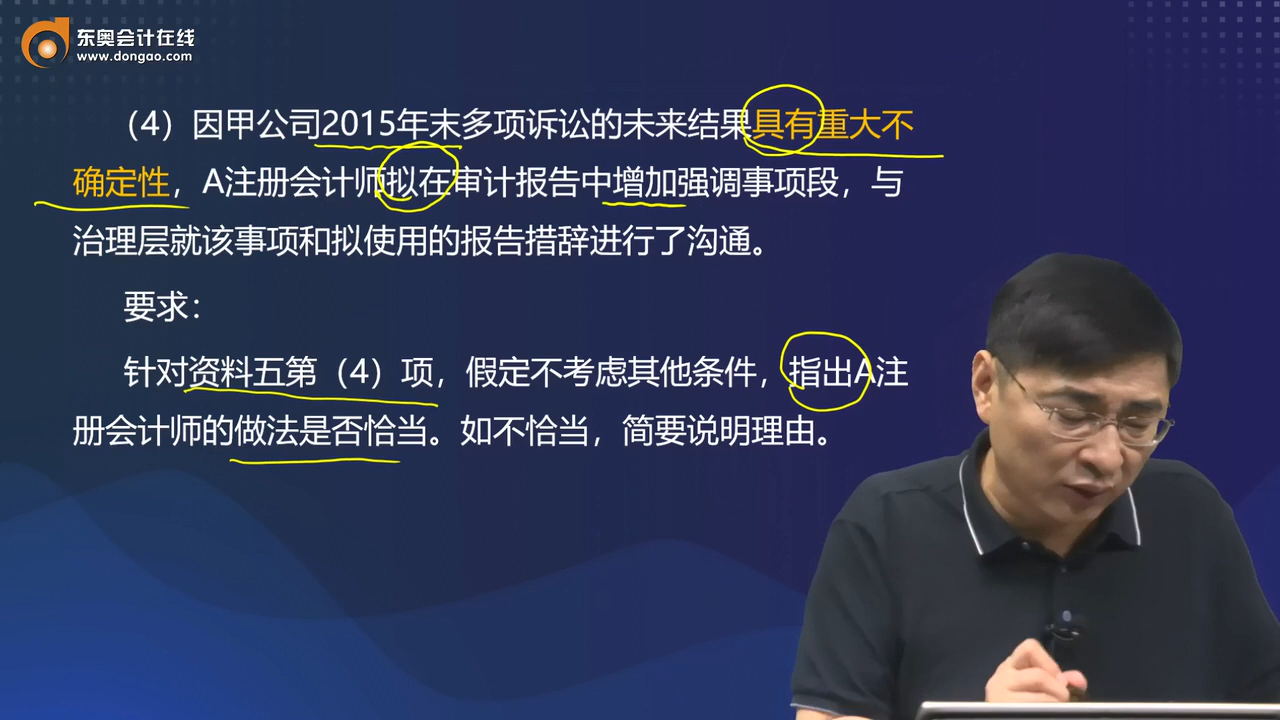 东奥会计在线
www.dongao.com
（4）因甲公司2015年末多项诉讼的未来结果具有重大不
确定性，A注册会计师拟在审计报告中增加强调事项段，与
治理层就该事项和拟使用的报告措辞进行了沟通。
要求：
针对资料五第（4）项，假定不考虑其他条件，指出A注
册会计师的做法是否恰当。如不恰当，简要说明理由。